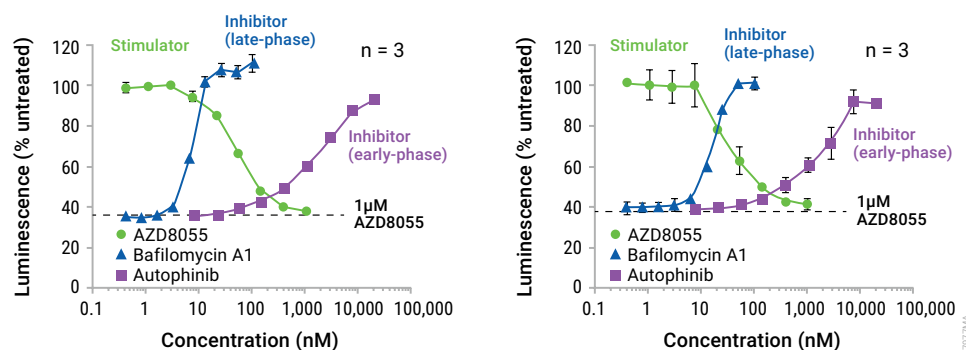 Stimulator
Inhibitor
(late-phase)
n = 3
Luminescence (% untreated)
120
100
80
60
40
20
0
Inhibitor
(early-phase)
1µM
AZD8055
AZD8055
Bafilomycin A1
Autophinib
0.1
1
10
100
1,000
10,000
100,000
Concentration (nM)
Stimulator
Inhibitor
(late-phase)
n = 3
Luminescence (% untreated)
120
100
80
60
40
20
0
Inhibitor
(early-phase)
1µM
AZD8055
AZD8055
Bafilomycin A1
Autophinib
0.1
1
10
100
1,000
10,000
100,000
Concentration (nM)